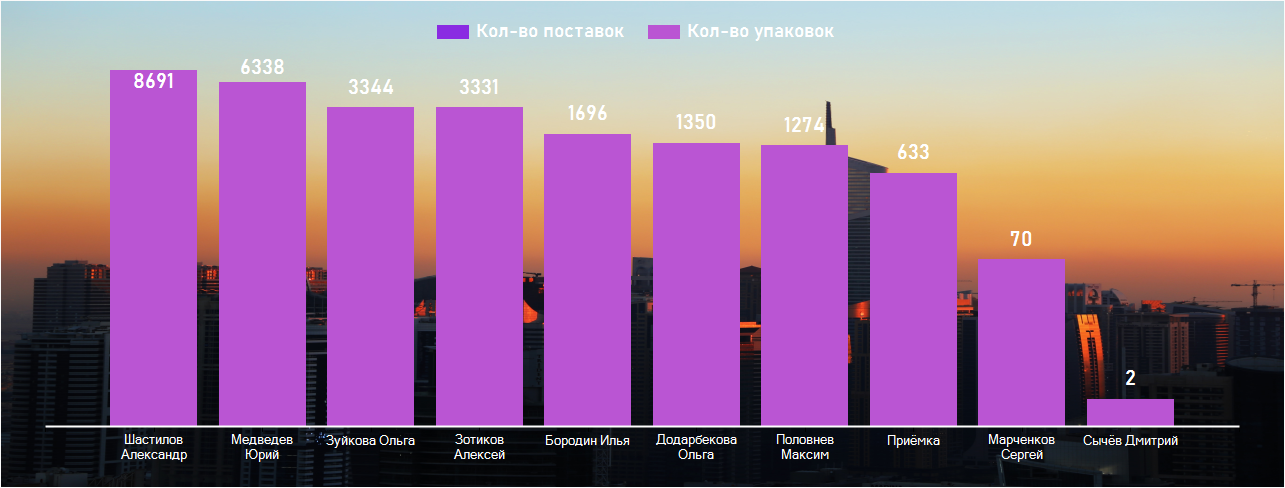 Кол-во поставок Кол-во упаковок
8691 6338 3344 3331 1696 1350 1274 633 70 2
Шастилов Медведев Зуйкова Ольга Зотиков Бородин Илья Додарбекова Половнев Приёмка Марченков Сычёв Дмитрий
Александр Юрий Алексей Ольга Максим Сергей